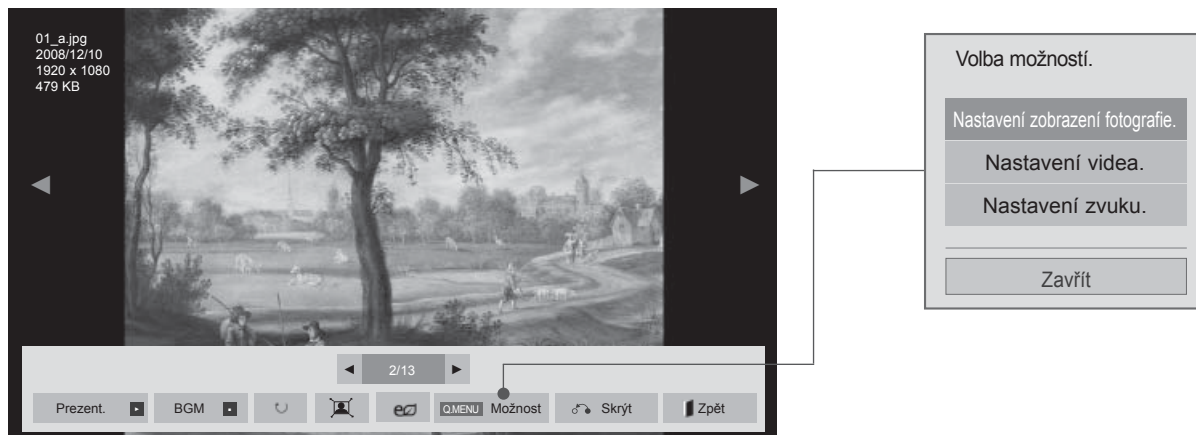 01_a.jpg
2008/12/10
1920 x 1080
479 KB
2/13
Prezent.
BGM
Q.MENU Možnost
Skrýt
Zpět
Volba možností.
Nastavení zobrazení fotografie.
Nastavení videa.
Nastavení zvuku.
Zavřít